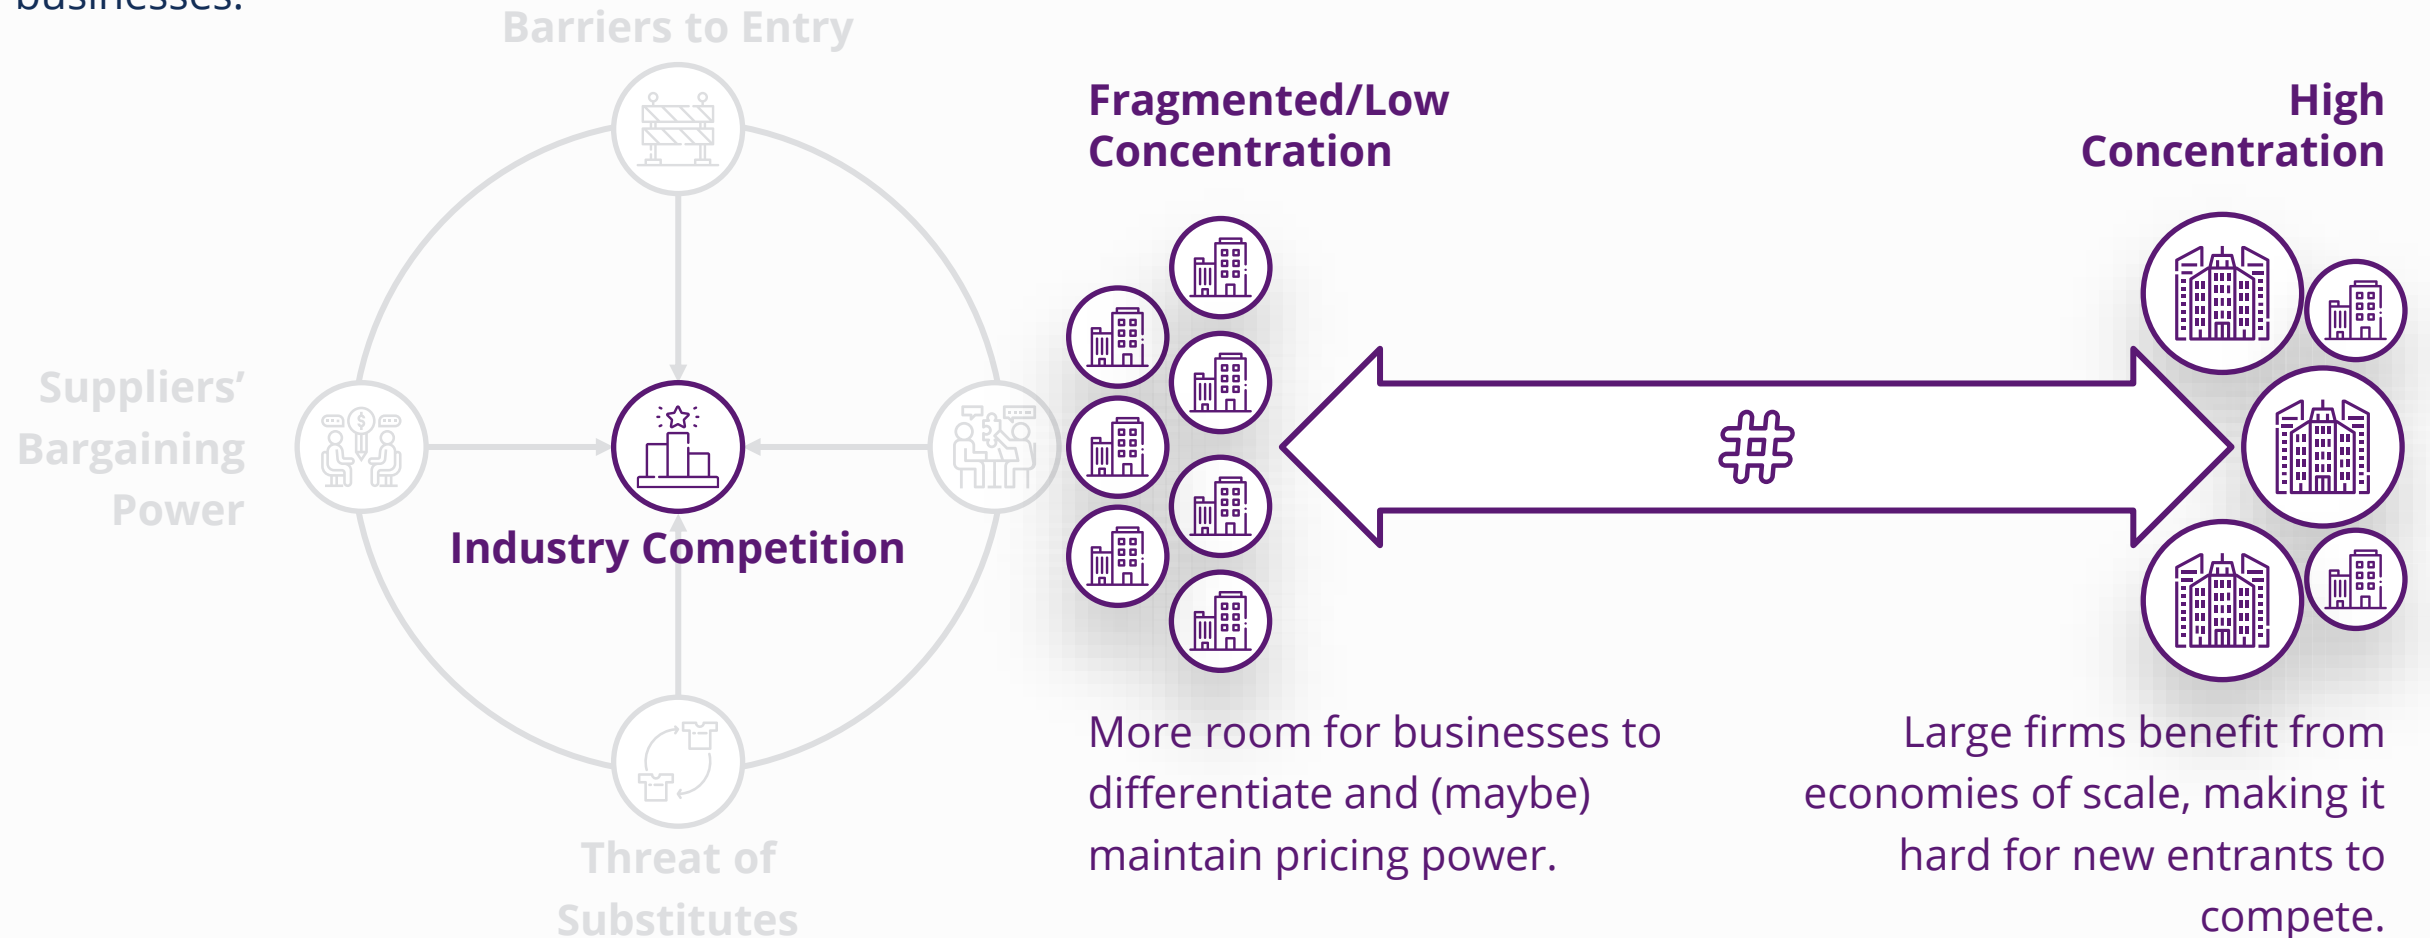 businesses.
Barriers to Entry
Suppliers’
Bargaining
Power
Industry Competition
Threat of
Substitutes
Fragmented/Low
Concentration
High
Concentration
#
More room for businesses to
differentiate and (maybe)
maintain pricing power.
Large firms benefit from
economies of scale, making it
hard for new entrants to
compete.